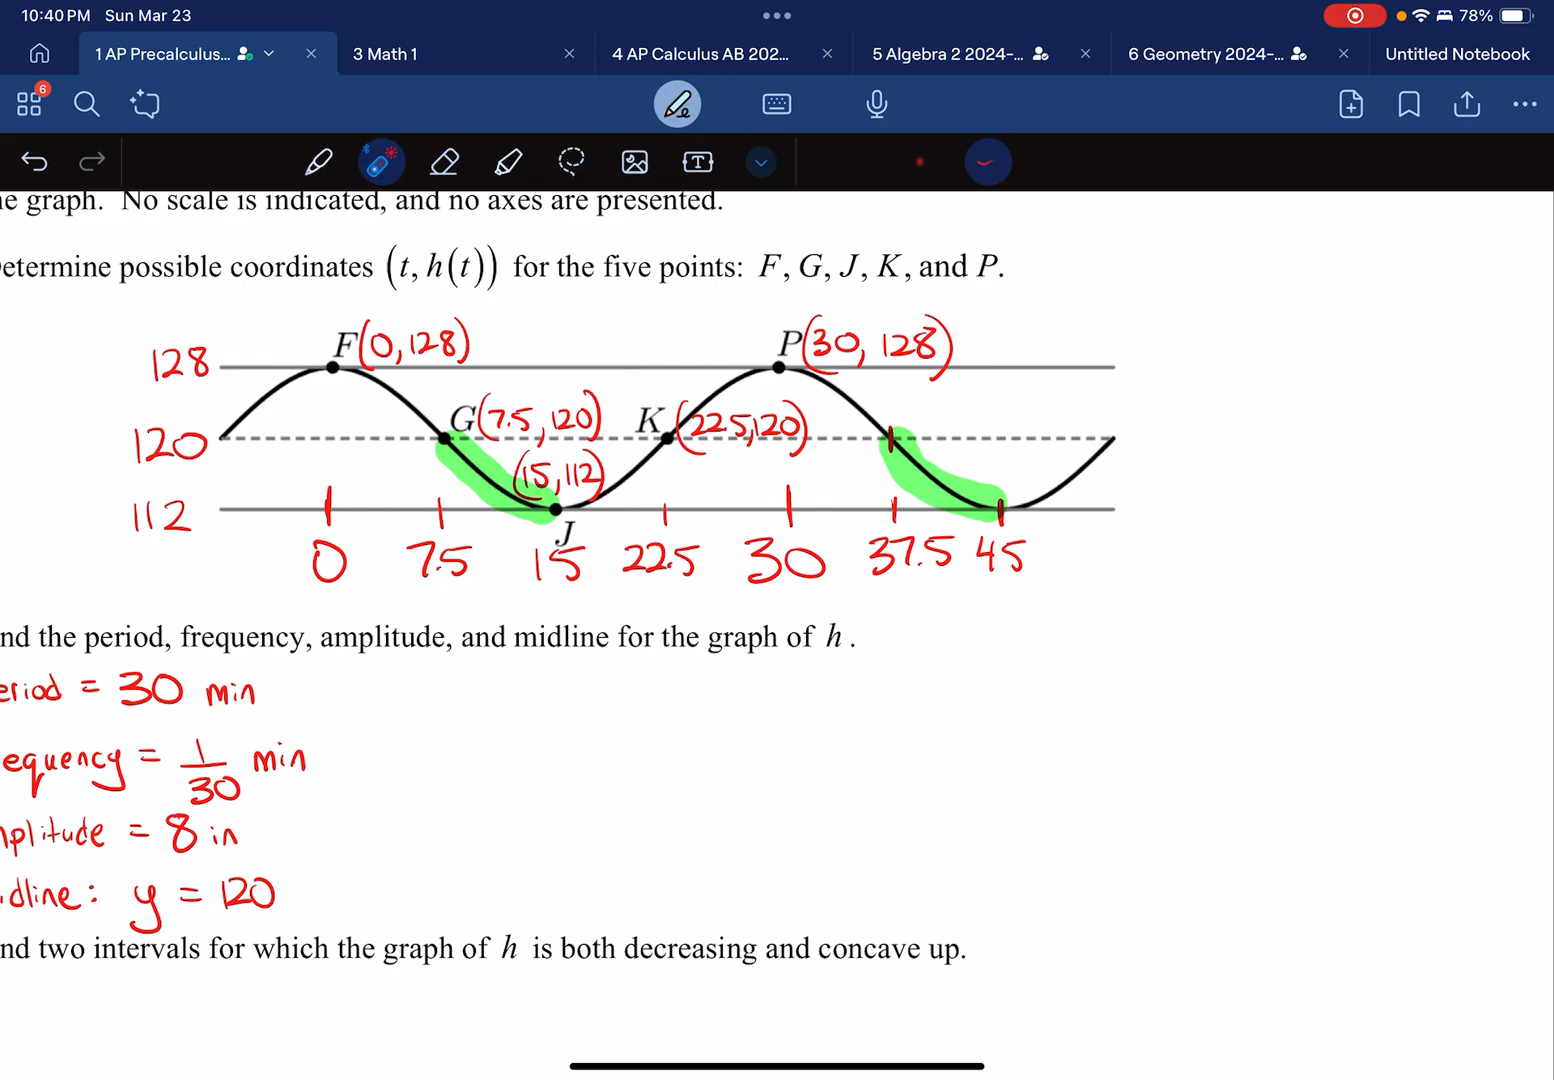 10:40 PM Sun Mar 23
78%
1 AP Precalculus...
3 Math 1
4 AP Calculus AB 202...
5 Algebra 2 2024-...
6 Geometry 2024-...
Untitled Notebook
6
T
e graph. No scale is indicated, and no axes are presented.
etermine possible coordinates (t, h(t)) for the five points: F, G, J, K, and P.
128 F(0,128) P(30, 128)
120 G(7.5, 120) K(22.5,120)
(15,112)
112
J
0 7.5 15 22.5 30 37.5 45
nd the period, frequency, amplitude, and midline for the graph of h.
eriod = 30 min
equency = 1/30 min
plitude = 8 in
dline: y = 120
nd two intervals for which the graph of h is both decreasing and concave up.